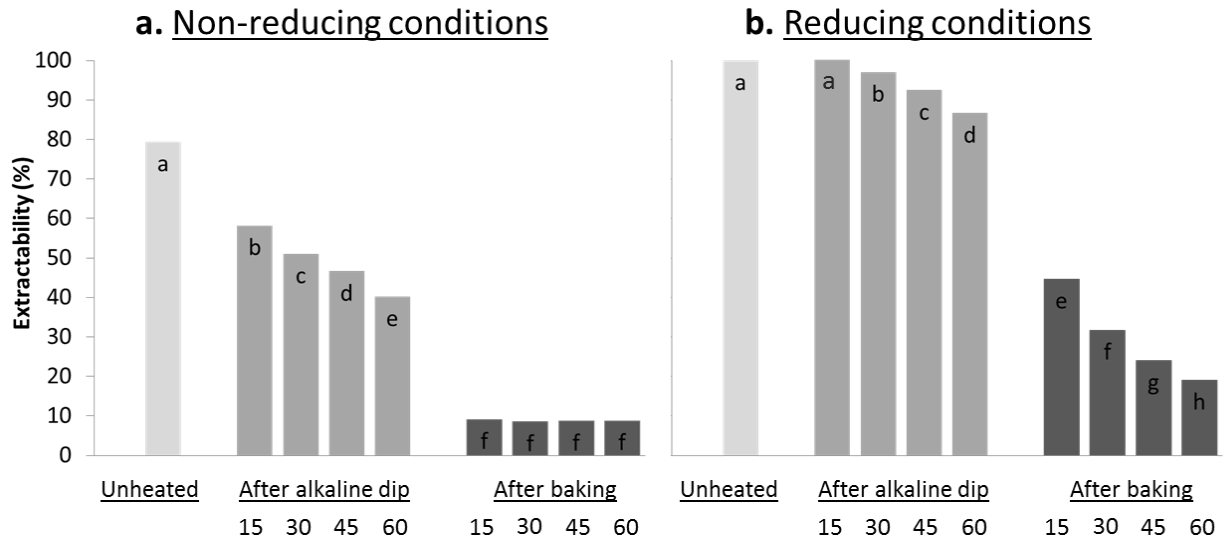 a. Non-reducing conditions
b. Reducing conditions
Extractability (%)
100
90
80
70
60
50
40
30
20
10
0
a
b
c
d
e
f
f
f
f
a
a
b
c
d
e
f
g
h
Unheated
After alkaline dip
After baking
Unheated
After alkaline dip
After baking
15 30 45 60
15 30 45 60
15 30 45 60
15 30 45 60